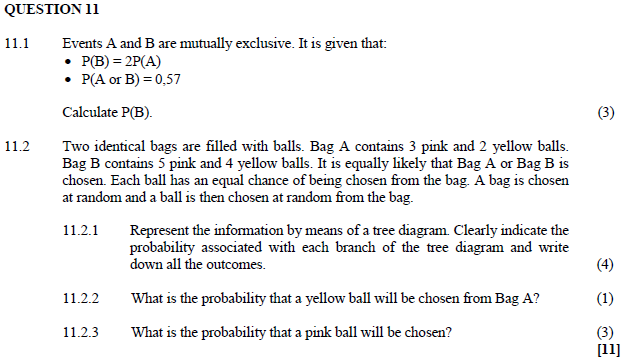 QUESTION 11
11.1 Events A and B are mutually exclusive. It is given that:
• P(B) = 2P(A)
• P(A or B) = 0,57
Calculate P(B). (3)
11.2 Two identical bags are filled with balls. Bag A contains 3 pink and 2 yellow balls.
Bag B contains 5 pink and 4 yellow balls. It is equally likely that Bag A or Bag B is
chosen. Each ball has an equal chance of being chosen from the bag. A bag is chosen
at random and a ball is then chosen at random from the bag.
11.2.1 Represent the information by means of a tree diagram. Clearly indicate the
probability associated with each branch of the tree diagram and write
down all the outcomes. (4)
11.2.2 What is the probability that a yellow ball will be chosen from Bag A? (1)
11.2.3 What is the probability that a pink ball will be chosen? (3)
[11]